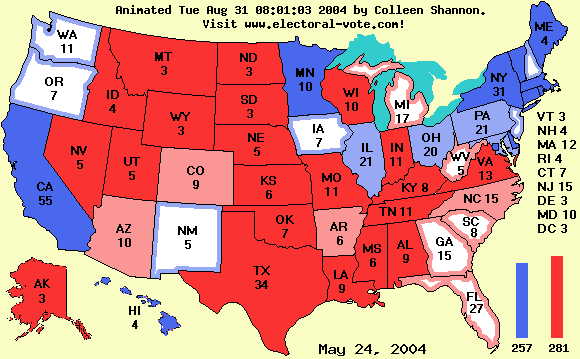 Animated Tue Aug 31 08:01:03 2004 by Colleen Shannon.
Visit www.electoral-vote.com!
WA
11
OR
7
CA
55
NV
5
ID
4
MT
3
WY
3
UT
5
AZ
10
CO
9
NM
5
ND
3
SD
3
NE
5
KS
6
OK
7
TX
34
MN
10
IA
7
MO
11
AR
6
LA
9
WI
10
IL
21
MI
17
IN
11
OH
20
KY 8
TN 11
MS
6
AL
9
GA
15
FL
27
SC
8
NC 15
VA
13
WV
5
PA
21
NY
31
ME
4
VT 3
NH 4
MA 12
RI 4
CT 7
NJ 15
DE 3
MD 10
DC 3
AK
3
HI
4
May 24, 2004
257
281